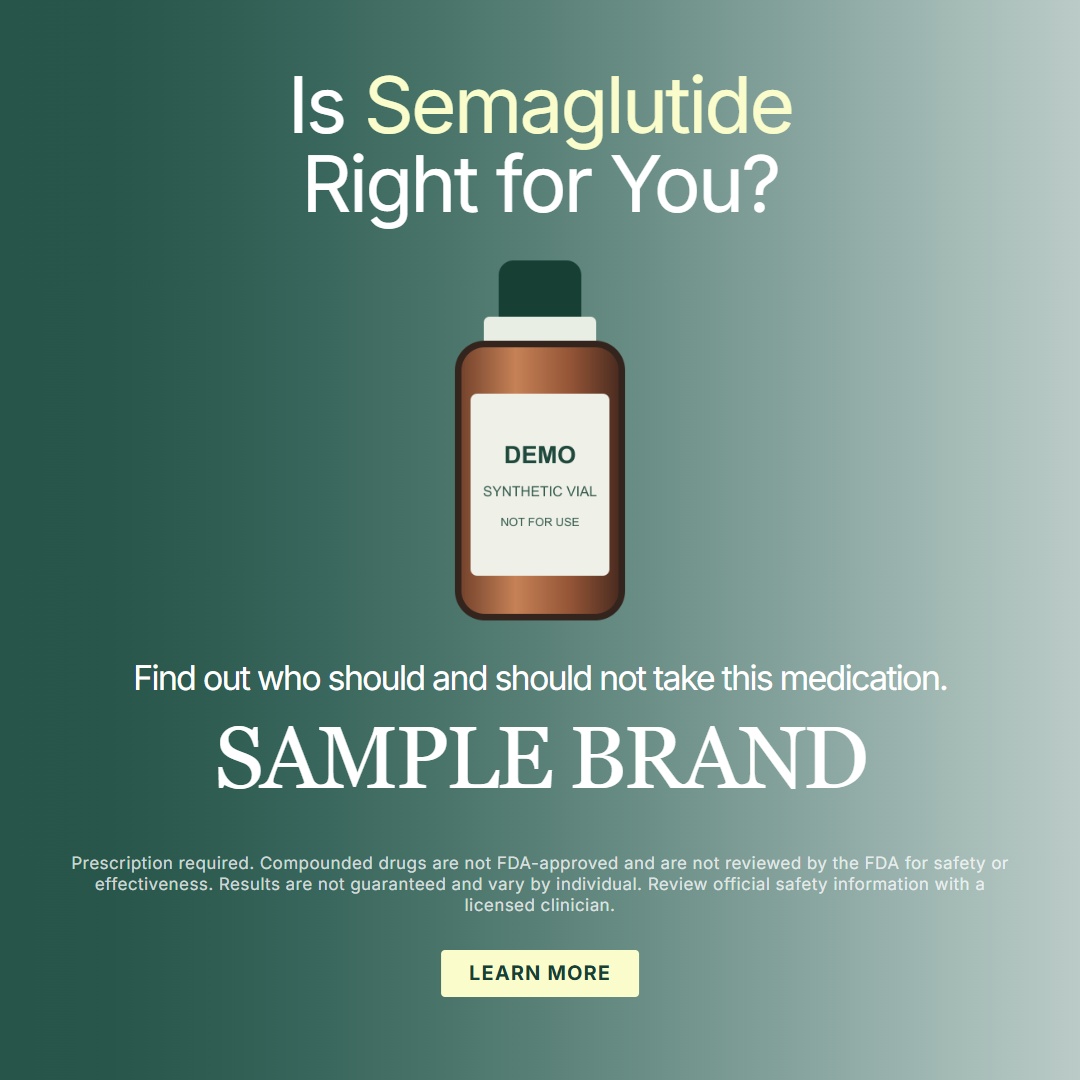 Is Semaglutide
Right for You?
DEMO
SYNTHETIC VIAL
NOT FOR USE
Find out who should and should not take this medication.
SAMPLE BRAND
Prescription required. Compounded drugs are not FDA-approved and are not reviewed by the FDA for safety or
effectiveness. Results are not guaranteed and vary by individual. Review official safety information with a
licensed clinician.
LEARN MORE